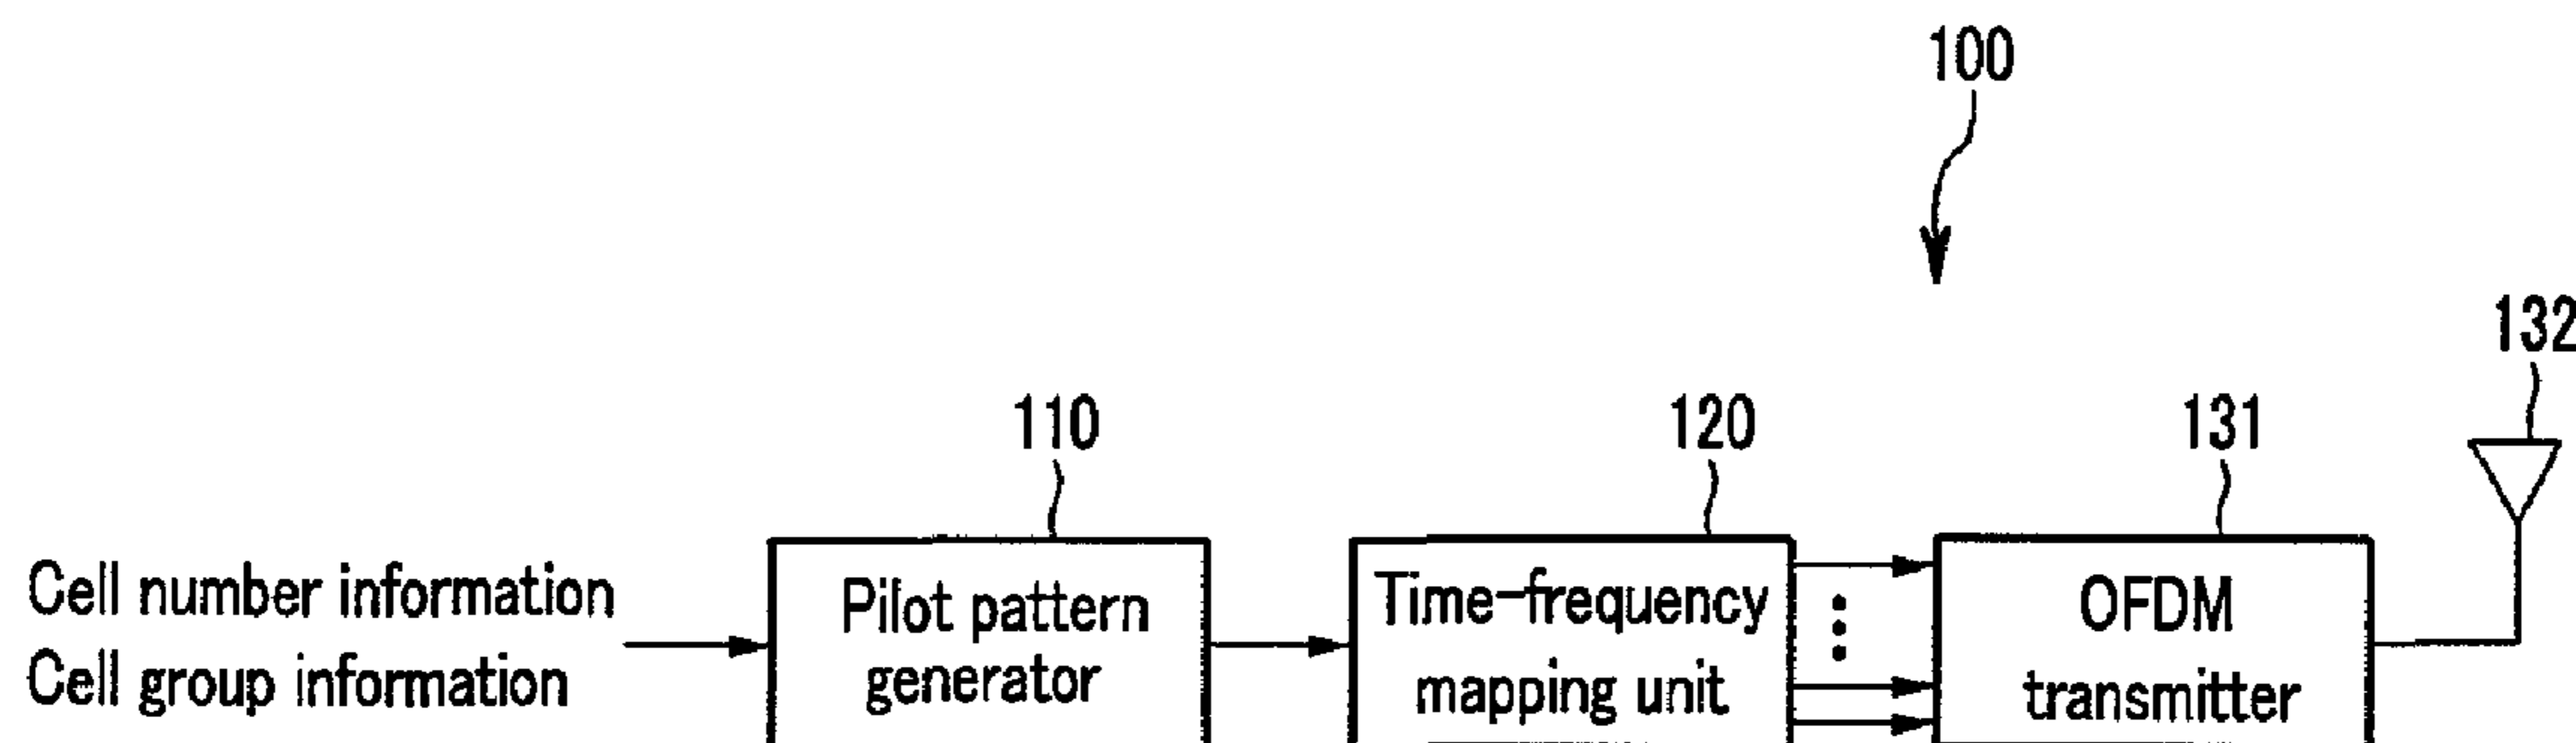 100
132
110
120
131
Cell number information
Cell group information
Pilot pattern
generator
Time-frequency
mapping unit
OFDM
transmitter